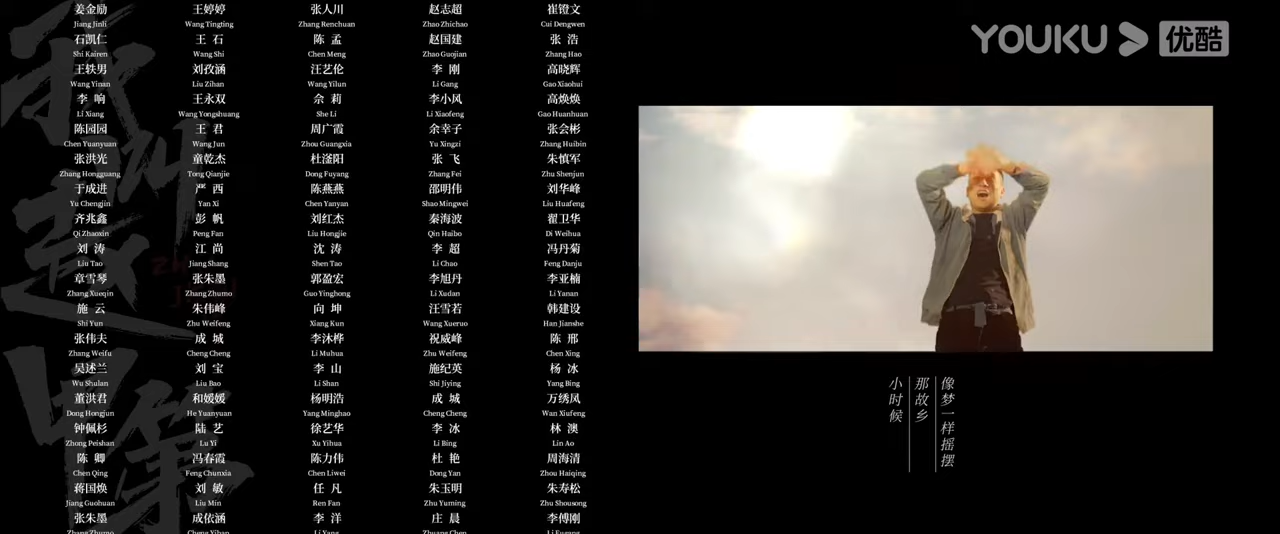 姜金励 王婷婷 张人川 赵志超 崔镫文
Jiang Jinli Wang Tingting Zhang Renchuan Zhao Zhichao Cui Dengwen
石凯仁 王 石 陈 孟 赵国建 张 浩
Shi Kairen Wang Shi Chen Meng Zhao Guojian Zhang Hao
王轶男 刘孜涵 汪艺伦 李 刚 高晓辉
Wang Yinan Liu Zihan Wang Yilun Li Gang Gao Xiaohui
李 响 王永双 佘 莉 李小风 高焕焕
Li Xiang Wang Yongshuang She Li Li Xiaofeng Gao Huanhuan
陈园园 王 君 周广霞 余幸子 张会彬
Chen Yuanyuan Wang Jun Zhou Guangxia Yu Xingzi Zhang Huibin
张洪光 童乾杰 杜滏阳 张 飞 朱慎军
Zhang Hongguang Tong Qianjie Dong Fuyang Zhang Fei Zhu Shenjun
于成进 严 西 陈燕燕 邵明伟 刘华峰
Yu Chengjin Yan Xi Chen Yanyan Shao Mingwei Liu Huafeng
齐兆鑫 彭 帆 刘红杰 秦海波 翟卫华
Qi Zhaoxin Peng Fan Liu Hongjie Qin Haibo Di Weihua
刘 涛 江 尚 沈 涛 李 超 冯丹菊
Liu Tao Jiang Shang Shen Tao Li Chao Feng Danju
章雪琴 张朱墨 郭盈宏 李旭丹 李亚楠
Zhang Xueqin Zhang Zhumo Guo Yinghong Li Xudan Li Yanan
施 云 朱伟峰 向 坤 汪雪若 韩建设
Shi Yun Zhu Weifeng Xiang Kun Wang Xueruo Han Jianshe
张伟夫 成 城 李沐桦 祝威峰 陈 邢
Zhang Weifu Cheng Cheng Li Muhua Zhu Weifeng Chen Xing
吴述兰 刘 宝 李 山 施纪英 杨 冰
Wu Shulan Liu Bao Li Shan Shi Jiying Yang Bing
董洪君 和媛媛 杨明浩 成 城 万绣凤
Dong Hongjun He Yuanyuan Yang Minghao Cheng Cheng Wan Xiufeng
钟佩杉 陆 艺 徐艺华 李 冰 林 澳
Zhong Peishan Lu Yi Xu Yihua Li Bing Lin Ao
陈 卿 冯春霞 陈力伟 杜 艳 周海清
Chen Qing Feng Chunxia Chen Liwei Dong Yan Zhou Haiqing
蒋国焕 刘 敏 任 凡 朱玉明 朱寿松
Jiang Guohuan Liu Min Ren Fan Zhu Yuming Zhu Shousong
张朱墨 成依涵 李 洋 庄 晨 李傅刚
Zhang Zhumo Cheng Yihan Li Yang Zhuang Chen Li Fugang
YOUKU 优酷
像梦一样摇摆
那故乡
小时候